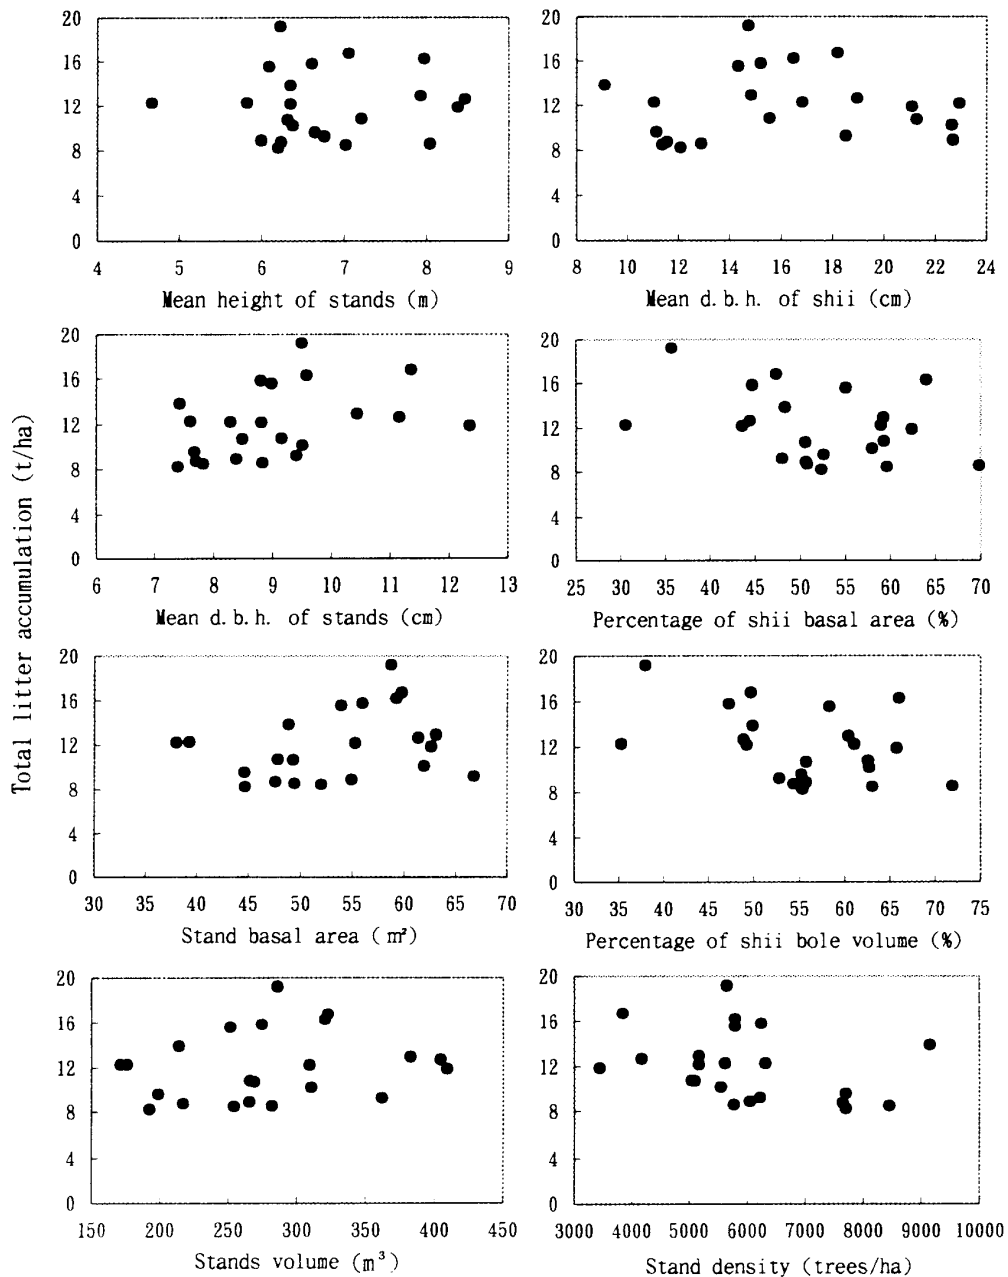 Total litter accumulation (t/ha)
20
16
12
8
4
0
4 5 6 7 8 9
Mean height of stands (m)
20
16
12
8
4
0
8 10 12 14 16 18 20 22 24
Mean d.b.h. of shii (cm)
20
16
12
8
4
0
6 7 8 9 10 11 12 13
Mean d.b.h. of stands (cm)
20
16
12
8
4
0
25 30 35 40 45 50 55 60 65 70
Percentage of shii basal area (%)
20
16
12
8
4
0
30 35 40 45 50 55 60 65 70
Stand basal area (m²)
20
16
12
8
4
0
30 35 40 45 50 55 60 65 70 75
Percentage of shii bole volume (%)
20
16
12
8
4
0
150 200 250 300 350 400 450
Stands volume (m³)
20
16
12
8
4
0
3000 4000 5000 6000 7000 8000 9000 10000
Stand density (trees/ha)